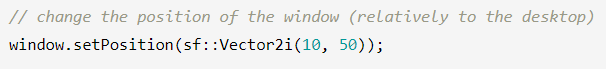 // change the position of the window (relatively to the desktop)
window.setPosition(sf::Vector2i(10, 50));